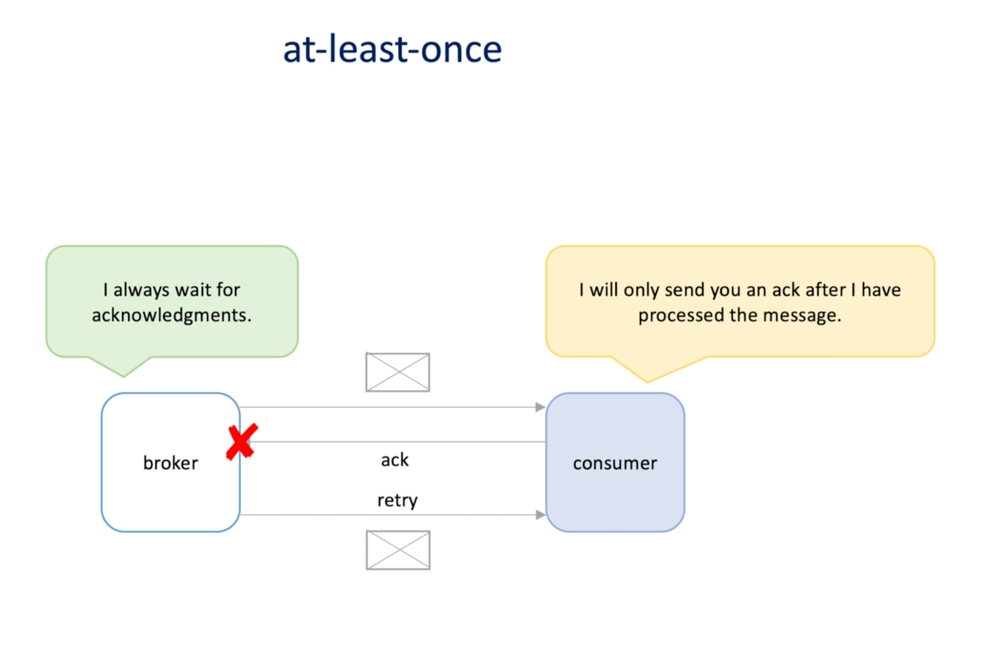 at-least-once
I always wait for
acknowledgments.
I will only send you an ack after I have
processed the message.
broker
ack
retry
consumer